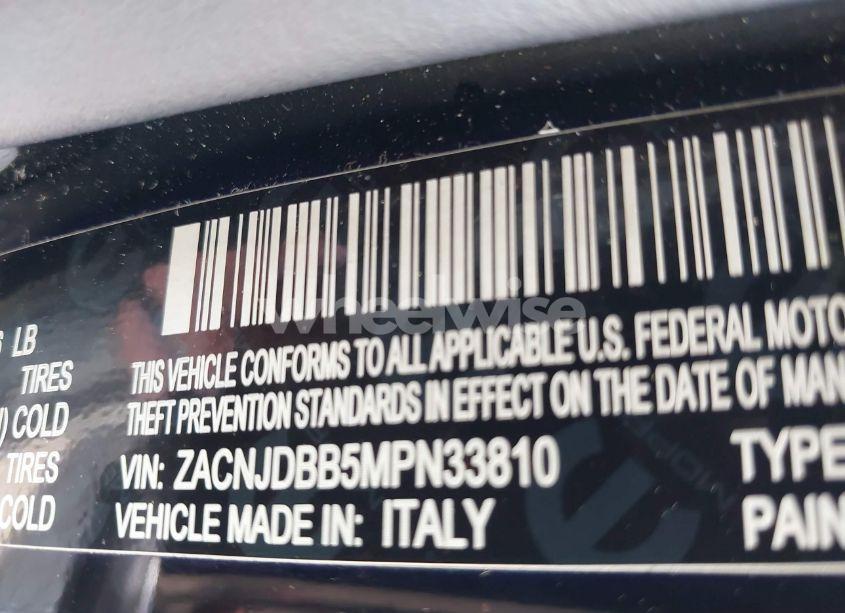 wheelwise
LB
TIRES
) COLD
TIRES
COLD
THIS VEHICLE CONFORMS TO ALL APPLICABLE U.S. FEDERAL MOTO
THEFT PREVENTION STANDARDS IN EFFECT ON THE DATE OF MAN
VIN: ZACNJDBB5MPN33810
TYPE
VEHICLE MADE IN: ITALY
PAIN